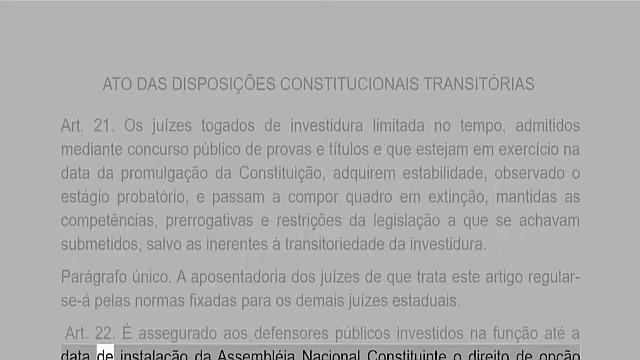 ATO DAS DISPOSIÇÕES CONSTITUCIONAIS TRANSITÓRIAS
Art. 21. Os juízes togados de investidura limitada no tempo, admitidos
mediante concurso público de provas e títulos e que estejam em exercício na
data da promulgação da Constituição, adquirem estabilidade, observado o
estágio probatório, e passam a compor quadro em extinção, mantidas as
competências, prerrogativas e restrições da legislação a que se achavam
submetidos, salvo as inerentes à transitoriedade da investidura.
Parágrafo único. A aposentadoria dos juízes de que trata este artigo regular-
se-á pelas normas fixadas para os demais juízes estaduais.
Art. 22. É assegurado aos defensores públicos investidos na função até a
data de instalação da Assembléia Nacional Constituinte o direito de opção